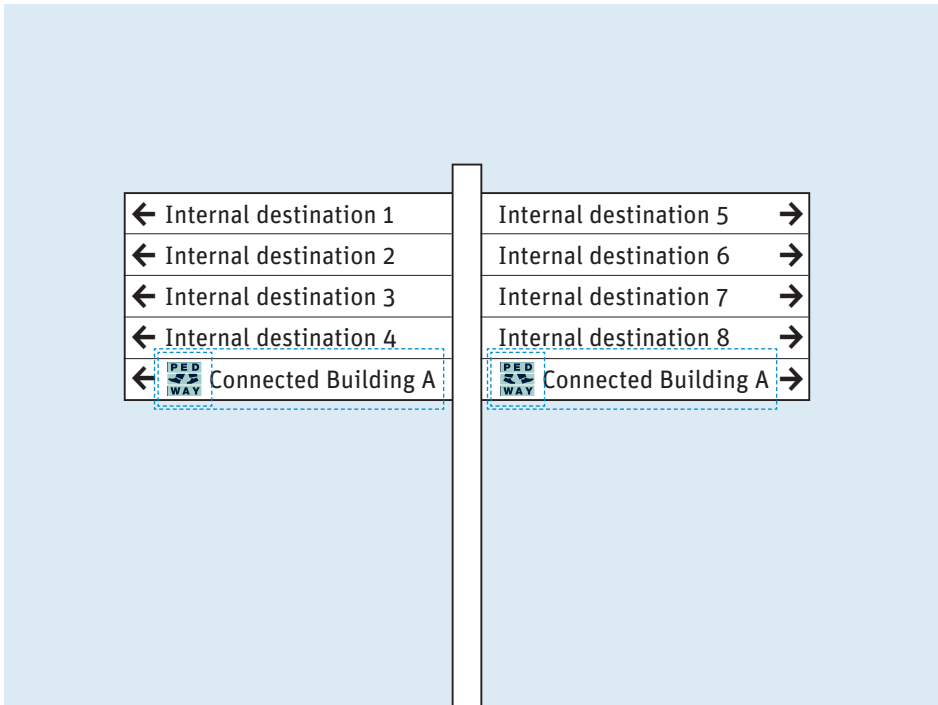 ← Internal destination 1
← Internal destination 2
← Internal destination 3
← Internal destination 4
← PED WAY Connected Building A
Internal destination 5 →
Internal destination 6 →
Internal destination 7 →
Internal destination 8 →
PED WAY Connected Building A →